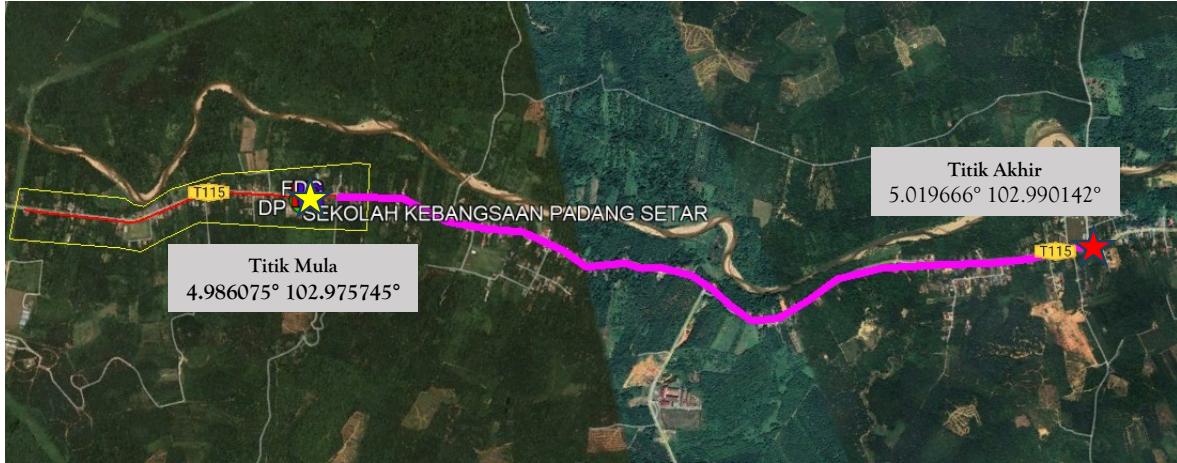 Titik Akhir
5.019666° 102.990142°
T115
FDC
DP
SEKOLAH KEBANGSAAN PADANG SETAR
T115
Titik Mula
4.986075° 102.975745°